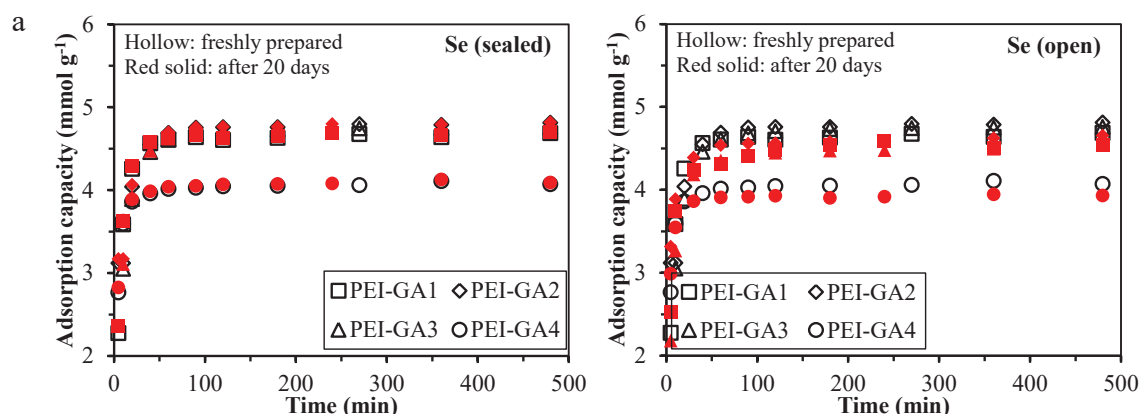 a
Adsorption capacity (mmol g⁻¹)
6
5
4
3
2
Hollow: freshly prepared
Red solid: after 20 days
Se (sealed)
PEI-GA1 PEI-GA2
PEI-GA3 PEI-GA4
0 100 200 300 400 500
Time (min)
Adsorption capacity (mmol g⁻¹)
6
5
4
3
2
Hollow: freshly prepared
Red solid: after 20 days
Se (open)
PEI-GA1 PEI-GA2
PEI-GA3 PEI-GA4
0 100 200 300 400 500
Time (min)